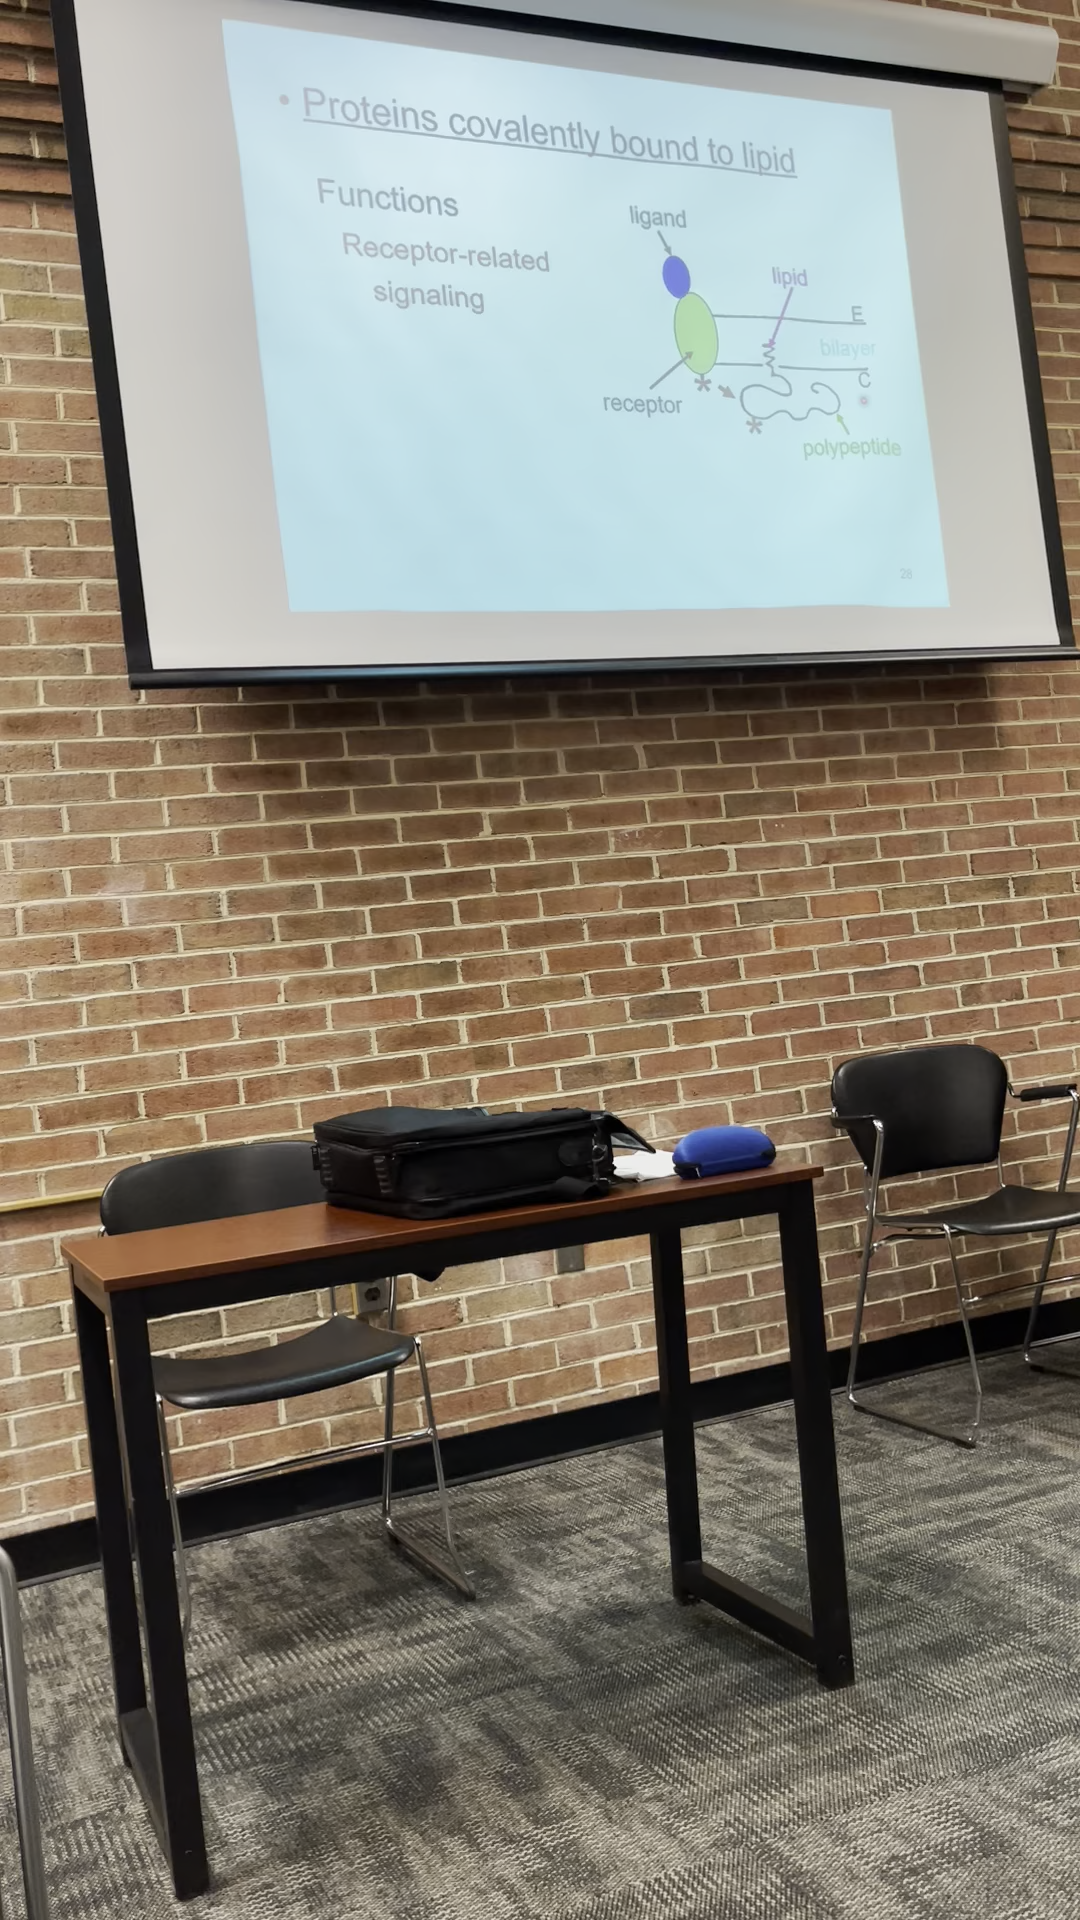 • Proteins covalently bound to lipid
Functions
Receptor-related
signaling
ligand
lipid
E
bilayer
C
receptor
*
*
polypeptide
28